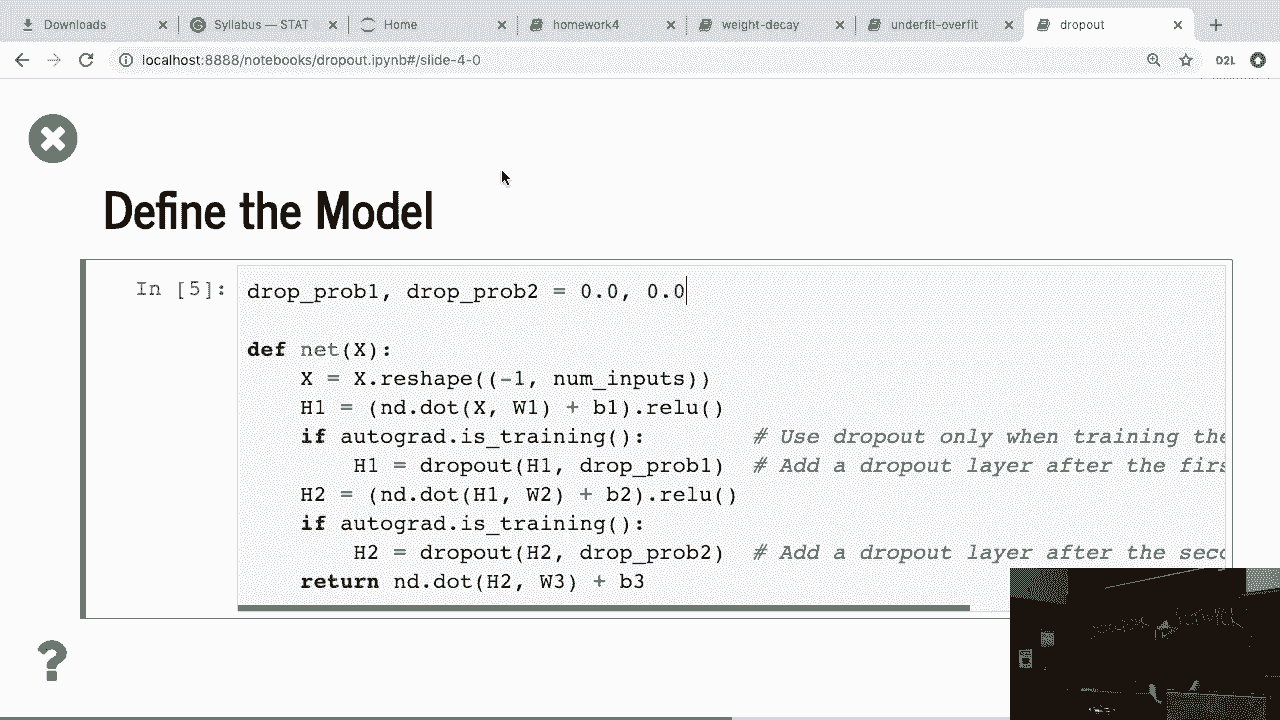 Downloads
Syllabus — STAT
Home
homework4
weight-decay
underfit-overfit
dropout
localhost:8888/notebooks/dropout.ipynb#/slide-4-0
D2L
Define the Model
In [5]:
drop_prob1, drop_prob2 = 0.0, 0.0
def net(X):
X = X.reshape((-1, num_inputs))
H1 = (nd.dot(X, W1) + b1).relu()
if autograd.is_training(): # Use dropout only when training the
H1 = dropout(H1, drop_prob1) # Add a dropout layer after the firs
H2 = (nd.dot(H1, W2) + b2).relu()
if autograd.is_training():
H2 = dropout(H2, drop_prob2) # Add a dropout layer after the seco
return nd.dot(H2, W3) + b3
?